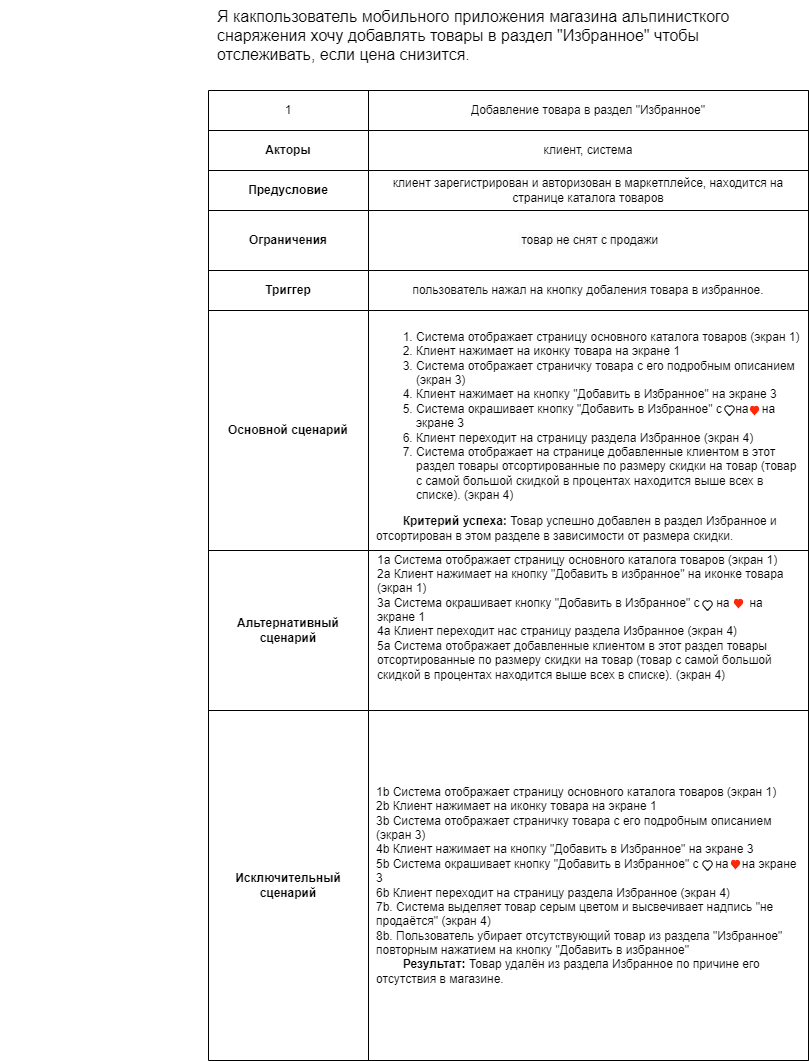 Я какпользователь мобильного приложения магазина альпинисткого
снаряжения хочу добавлять товары в раздел "Избранное" чтобы
отслеживать, если цена снизится.
1
Добавление товара в раздел "Избранное"
Акторы
клиент, система
Предусловие
клиент зарегистрирован и авторизован в маркетплейсе, находится на
странице каталога товаров
Ограничения
товар не снят с продажи
Триггер
пользователь нажал на кнопку добаления товара в избранное.
Основной сценарий
1. Система отображает страницу основного каталога товаров (экран 1)
2. Клиент нажимает на иконку товара на экране 1
3. Система отображает страничку товара с его подробным описанием
(экран 3)
4. Клиент нажимает на кнопку "Добавить в Избранное" на экране 3
5. Система окрашивает кнопку "Добавить в Избранное" с на на
экране 3
6. Клиент переходит на страницу раздела Избранное (экран 4)
7. Система отображает на странице добавленные клиентом в этот
раздел товары отсортированные по размеру скидки на товар (товар
с самой большой скидкой в процентах находится выше всех в
списке). (экран 4)
Критерий успеха: Товар успешно добавлен в раздел Избранное и
отсортирован в этом разделе в зависимости от размера скидки.
Альтернативный
сценарий
1а Система отображает страницу основного каталога товаров (экран 1)
2а Клиент нажимает на кнопку "Добавить в избранное" на иконке товара
(экран 1)
3а Система окрашивает кнопку "Добавить в Избранное" с на на
экране 1
4а Клиент переходит нас страницу раздела Избранное (экран 4)
5а Система отображает добавленные клиентом в этот раздел товары
отсортированные по размеру скидки на товар (товар с самой большой
скидкой в процентах находится выше всех в списке). (экран 4)
Исключительный
сценарий
1b Система отображает страницу основного каталога товаров (экран 1)
2b Клиент нажимает на иконку товара на экране 1
3b Система отображает страничку товара с его подробным описанием
(экран 3)
4b Клиент нажимает на кнопку "Добавить в Избранное" на экране 3
5b Система окрашивает кнопку "Добавить в Избранное" с на на экране
3
6b Клиент переходит на страницу раздела Избранное (экран 4)
7b. Система выделяет товар серым цветом и высвечивает надпись "не
продаётся" (экран 4)
8b. Пользователь убирает отсутствующий товар из раздела "Избранное"
повторным нажатием на кнопку "Добавить в избранное"
Результат: Товар удалён из раздела Избранное по причине его
отсутствия в магазине.